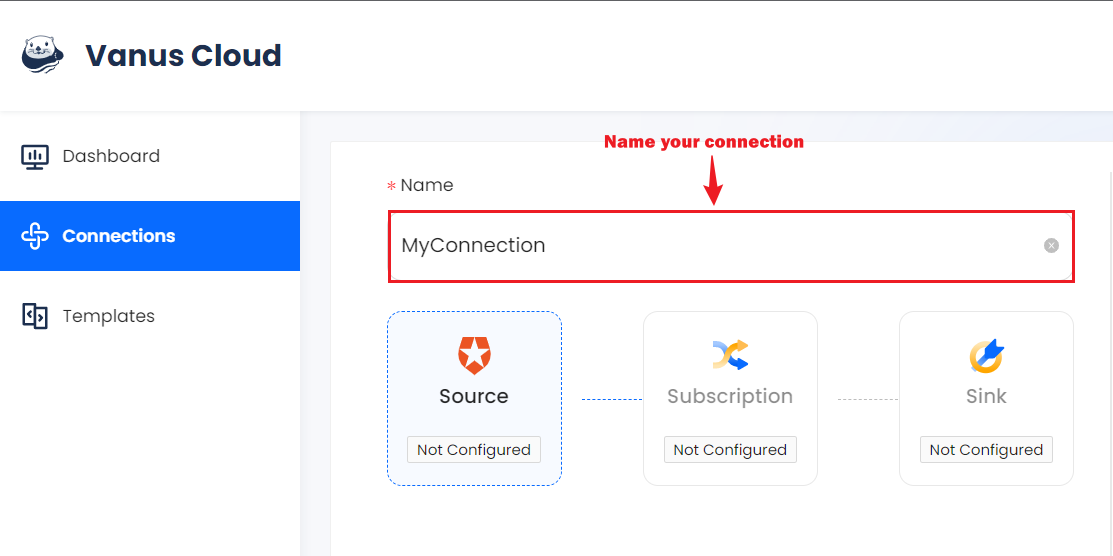 Vanus Cloud
Dashboard
Connections
Templates
Name your connection
* Name
MyConnection
Source
Not Configured
Subscription
Not Configured
Sink
Not Configured